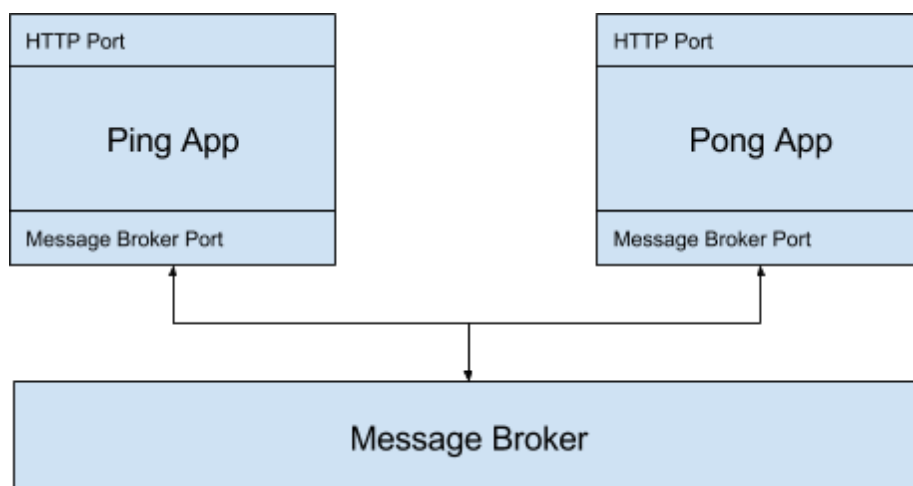 HTTP Port
Ping App
Message Broker Port
HTTP Port
Pong App
Message Broker Port
Message Broker